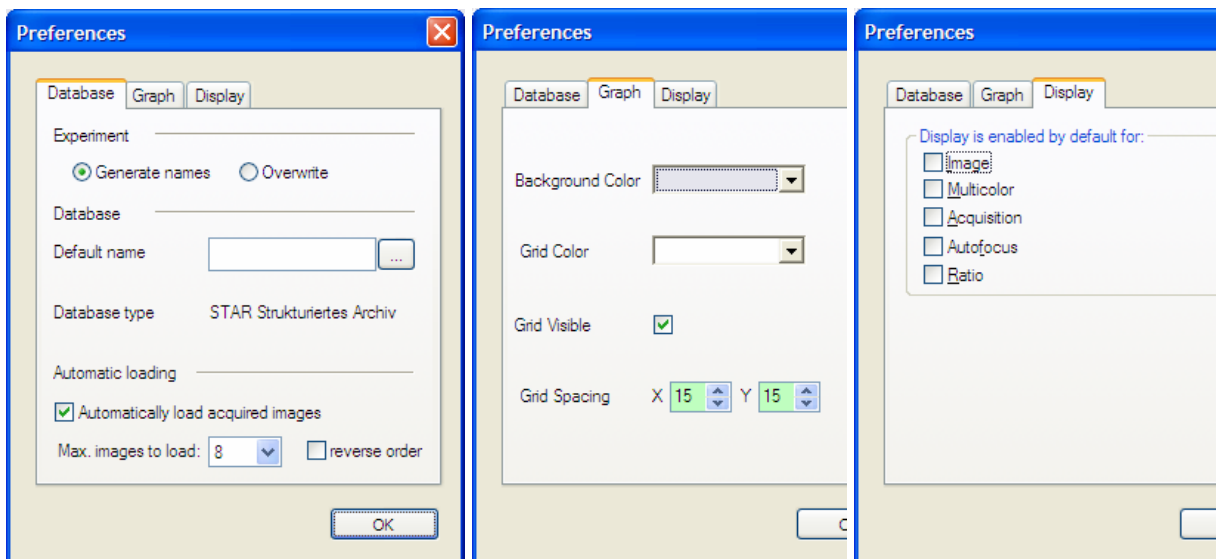 Preferences
Database Graph Display
Experiment
Generate names Overwrite
Database
Default name ...
Database type STAR Strukturiertes Archiv
Automatic loading
Automatically load acquired images
Max. images to load: 8 reverse order
OK
Preferences
Database Graph Display
Background Color
Grid Color
Grid Visible
Grid Spacing X 15 Y 15
Preferences
Database Graph Display
Display is enabled by default for:
Image
Multicolor
Acquisition
Autofocus
Ratio